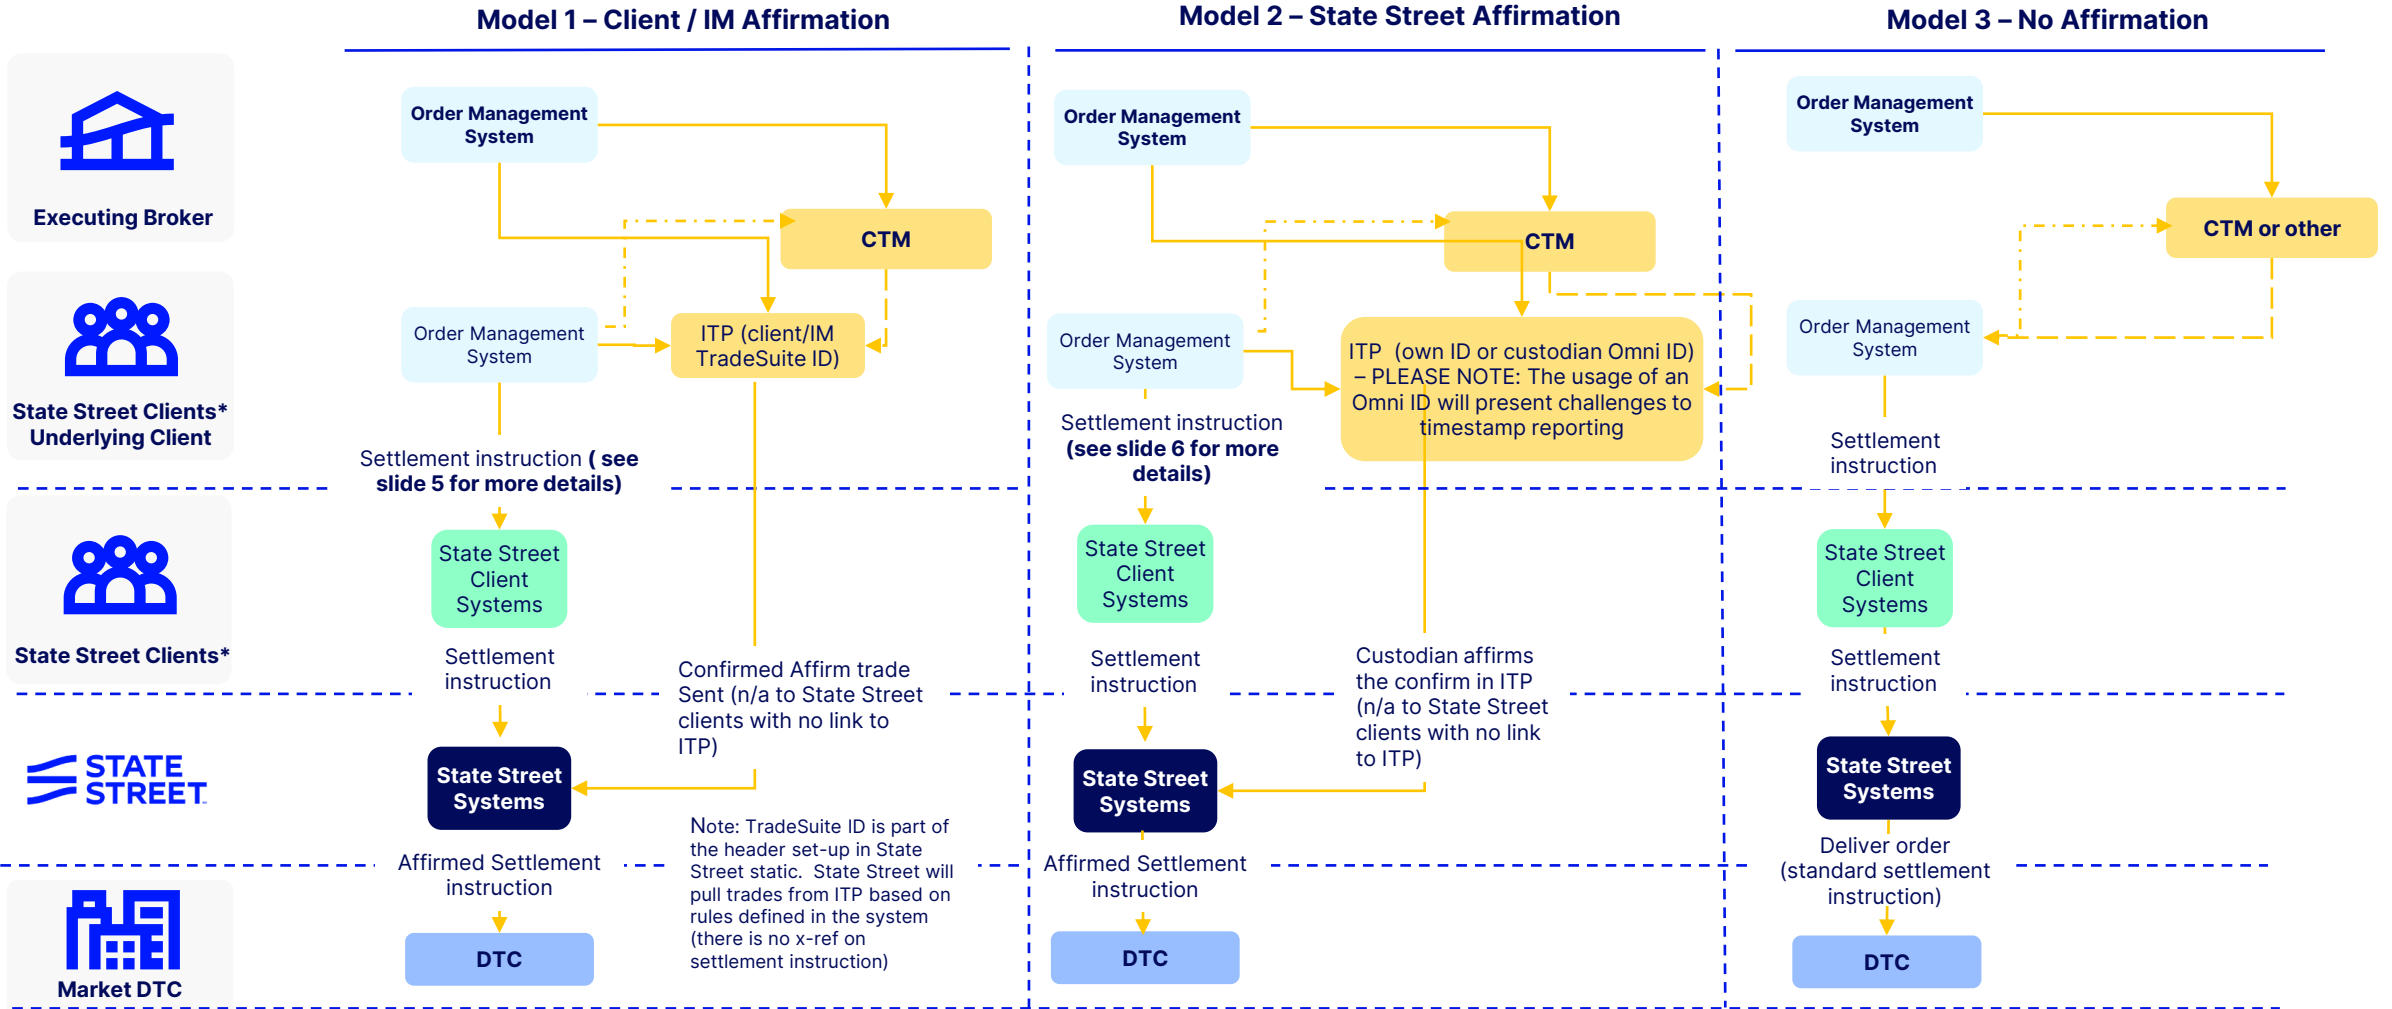 Model 1 – Client / IM Affirmation
Model 2 – State Street Affirmation
Model 3 – No Affirmation
Executing Broker
State Street Clients*
Underlying Client
State Street Clients*
STATE
STREET
Market DTC
Order Management
System
CTM
Order Management
System
ITP (client/IM
TradeSuite ID)
Settlement instruction ( see
slide 5 for more details)
State Street
Client
Systems
Settlement
instruction
Confirmed Affirm trade
Sent (n/a to State Street
clients with no link to
ITP)
State Street
Systems
Note: TradeSuite ID is part of
the header set-up in State
Street static. State Street will
pull trades from ITP based on
rules defined in the system
(there is no x-ref on
settlement instruction)
Affirmed Settlement
instruction
DTC
Order Management
System
CTM
Order Management
System
ITP (own ID or custodian Omni ID)
– PLEASE NOTE: The usage of an
Omni ID will present challenges to
timestamp reporting
Settlement instruction
(see slide 6 for more
details)
State Street
Client
Systems
Settlement
instruction
Custodian affirms
the confirm in ITP
(n/a to State Street
clients with no link
to ITP)
State Street
Systems
Affirmed Settlement
instruction
DTC
Order Management
System
CTM or other
Order Management
System
Settlement
instruction
State Street
Client
Systems
Settlement
instruction
State Street
Systems
Deliver order
(standard settlement
instruction)
DTC